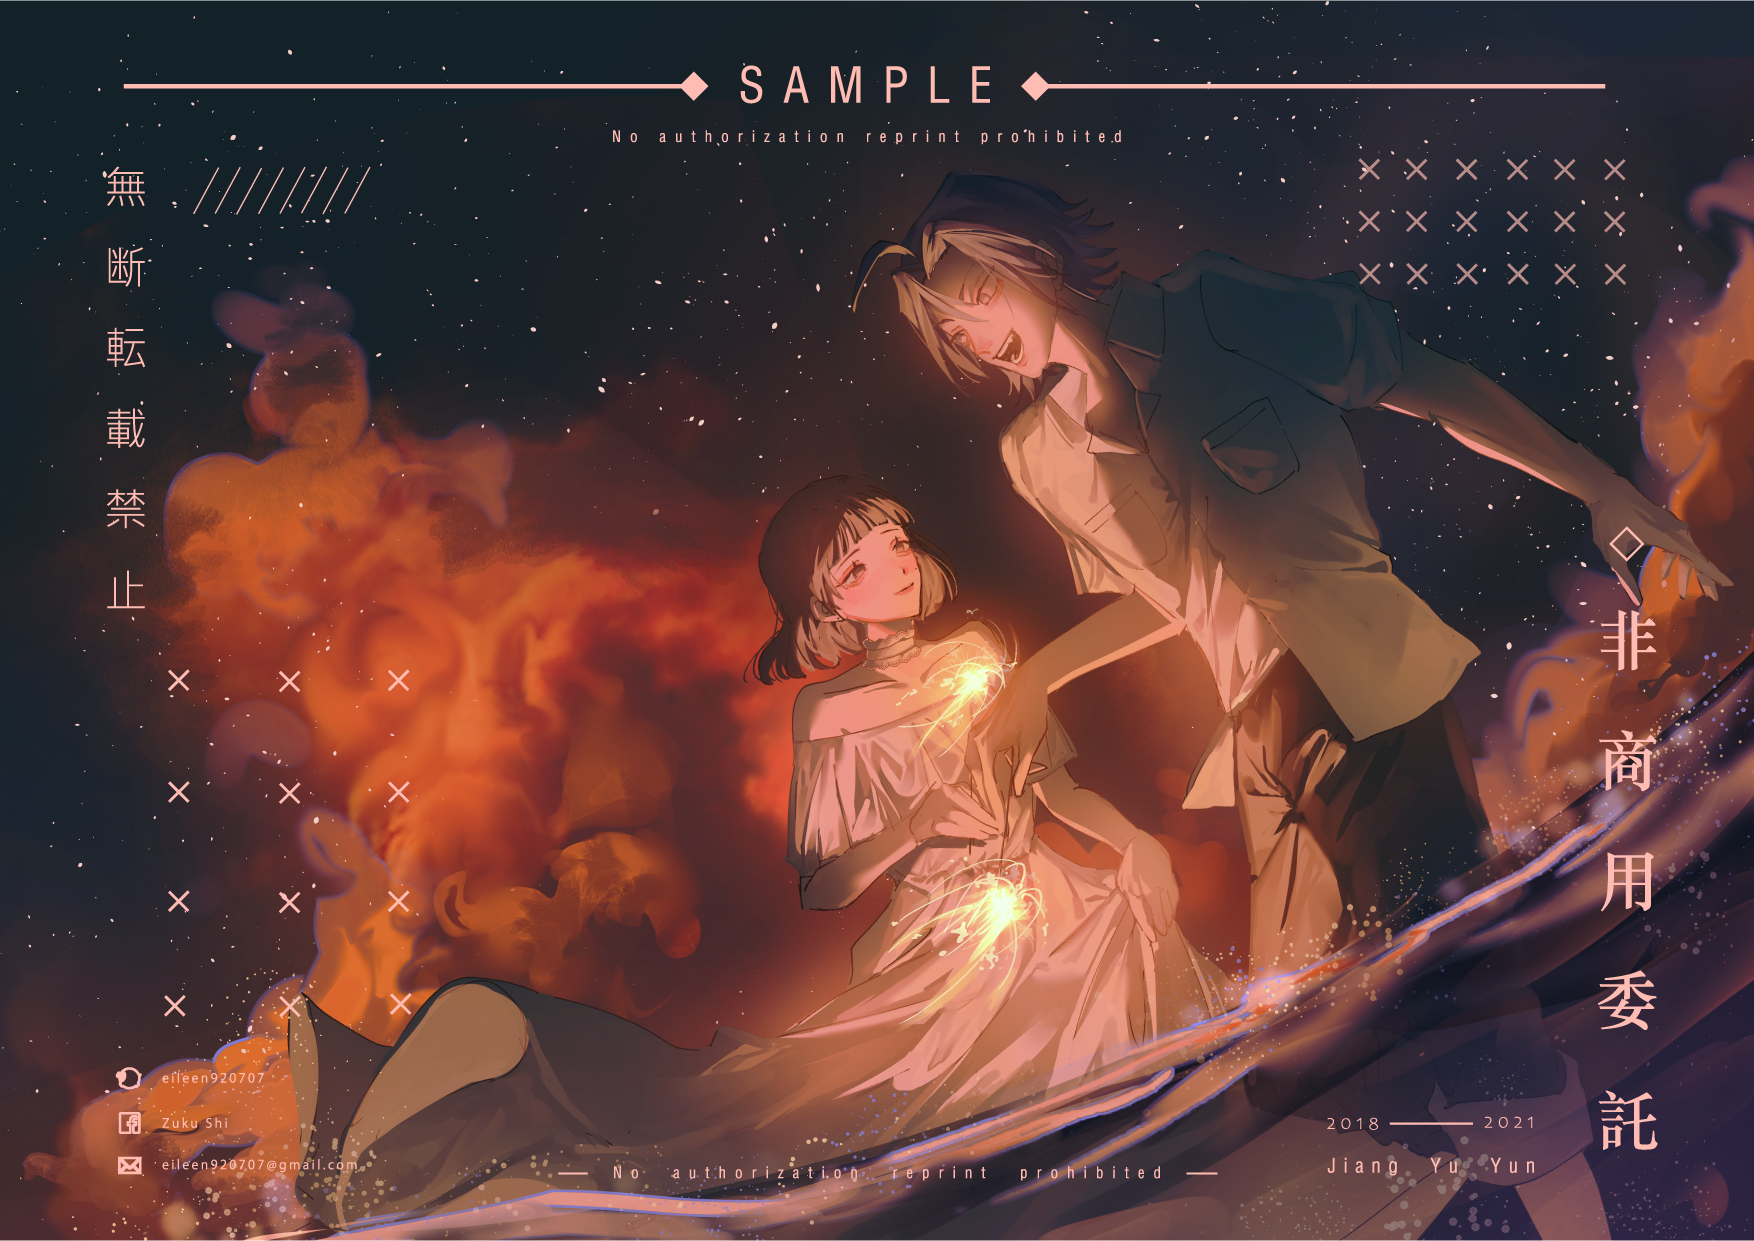 SAMPLE
No authorization reprint prohibited
無断転載禁止
非商用委託
eileen920707
Zuku Shi
eileen920707@gmail.com
No authorization reprint prohibited
2018 2021
Jiang Yu Yun